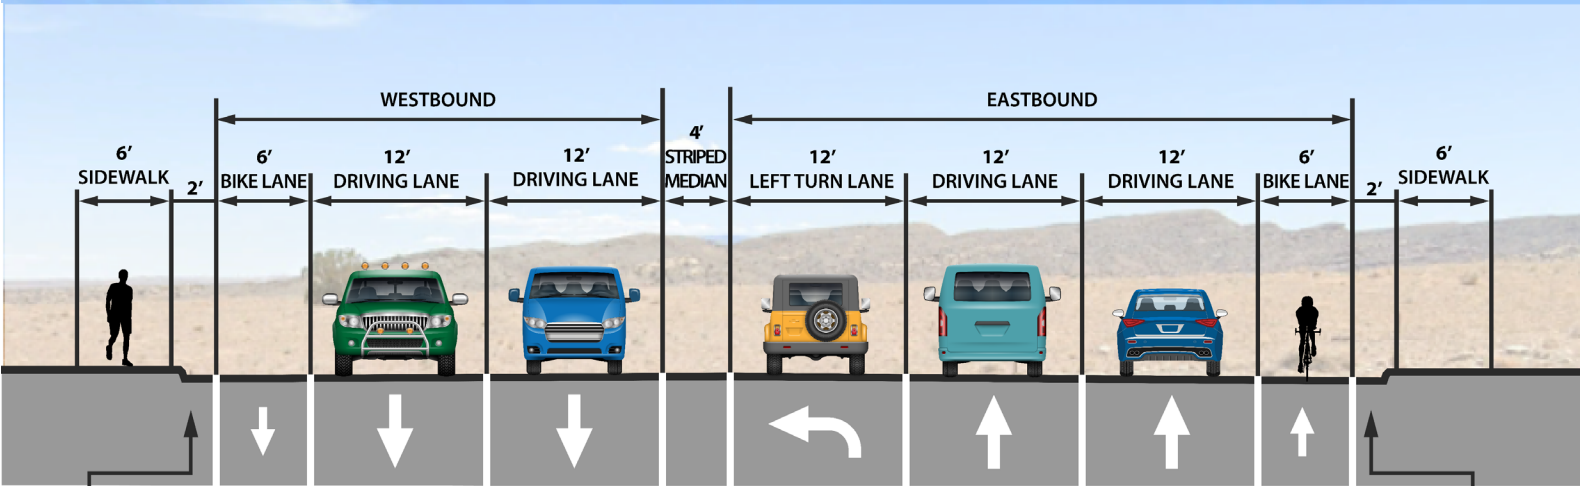 WESTBOUND
EASTBOUND
6’
SIDEWALK
2’
6’
BIKE LANE
12’
DRIVING LANE
12’
DRIVING LANE
4’
STRIPED
MEDIAN
12’
LEFT TURN LANE
12’
DRIVING LANE
12’
DRIVING LANE
6’
BIKE LANE
2’
6’
SIDEWALK